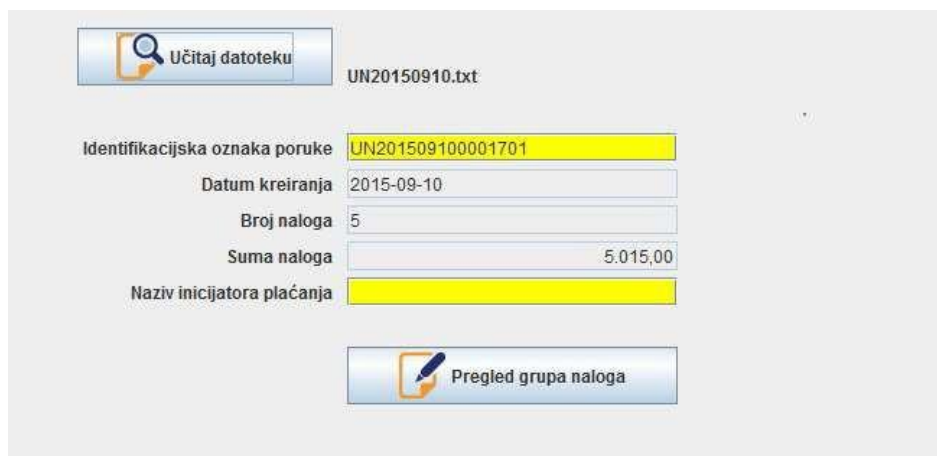 Učitaj datoteku
UN20150910.txt
Identifikacijska oznaka poruke UN201509100001701
Datum kreiranja 2015-09-10
Broj naloga 5
Suma naloga 5.015,00
Naziv inicijatora plaćanja
Pregled grupa naloga